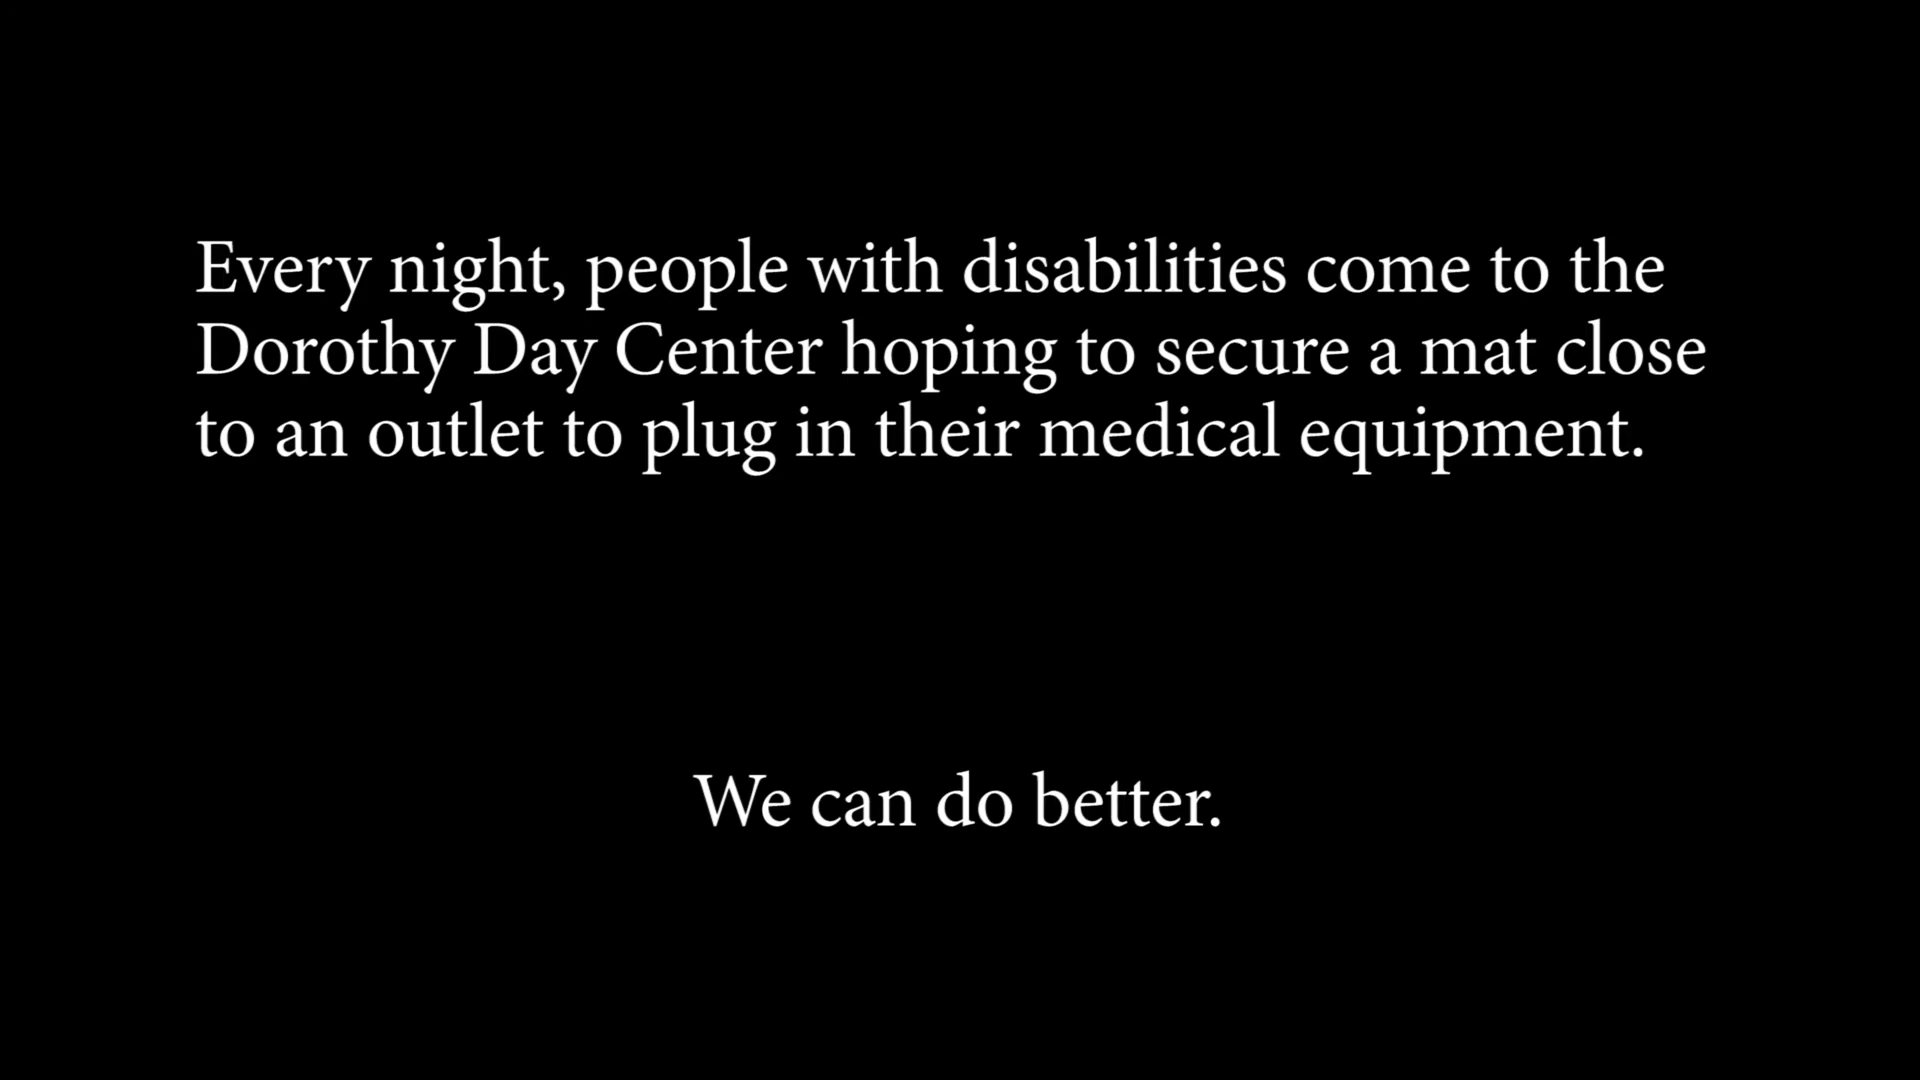 Every night, people with disabilities come to the
Dorothy Day Center hoping to secure a mat close
to an outlet to plug in their medical equipment.
We can do better.